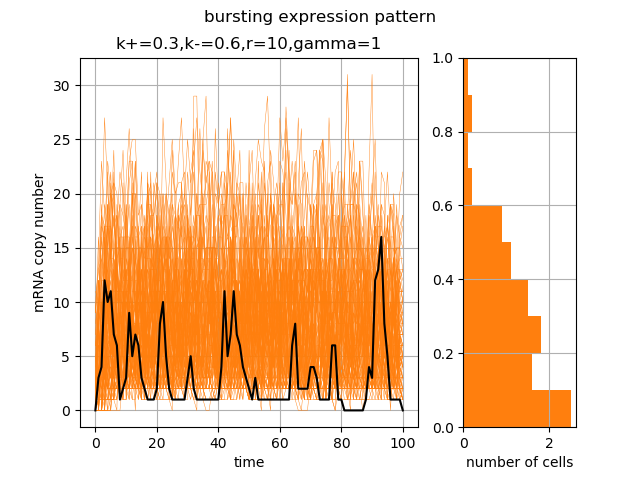 bursting expression pattern
k+=0.3,k-=0.6,r=10,gamma=1
mRNA copy number
30
25
20
15
10
5
0
0 20 40 60 80 100
time
1.0
0.8
0.6
0.4
0.2
0.0
0 2
number of cells